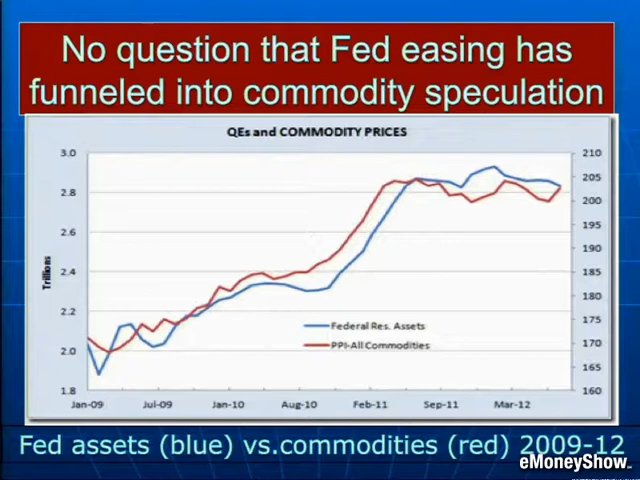 No question that Fed easing has
funneled into commodity speculation
QEs and COMMODITY PRICES
3.0
2.8
2.6
2.4
2.2
2.0
1.8
Trillions
210
205
200
195
190
185
180
175
170
165
160
Federal Res. Assets
PPI-All Commodities
Jan-09
Jul-09
Jan-10
Aug-10
Feb-11
Sep-11
Mar-12
Fed assets (blue) vs.commodities (red) 2009-12
eMoneyShow